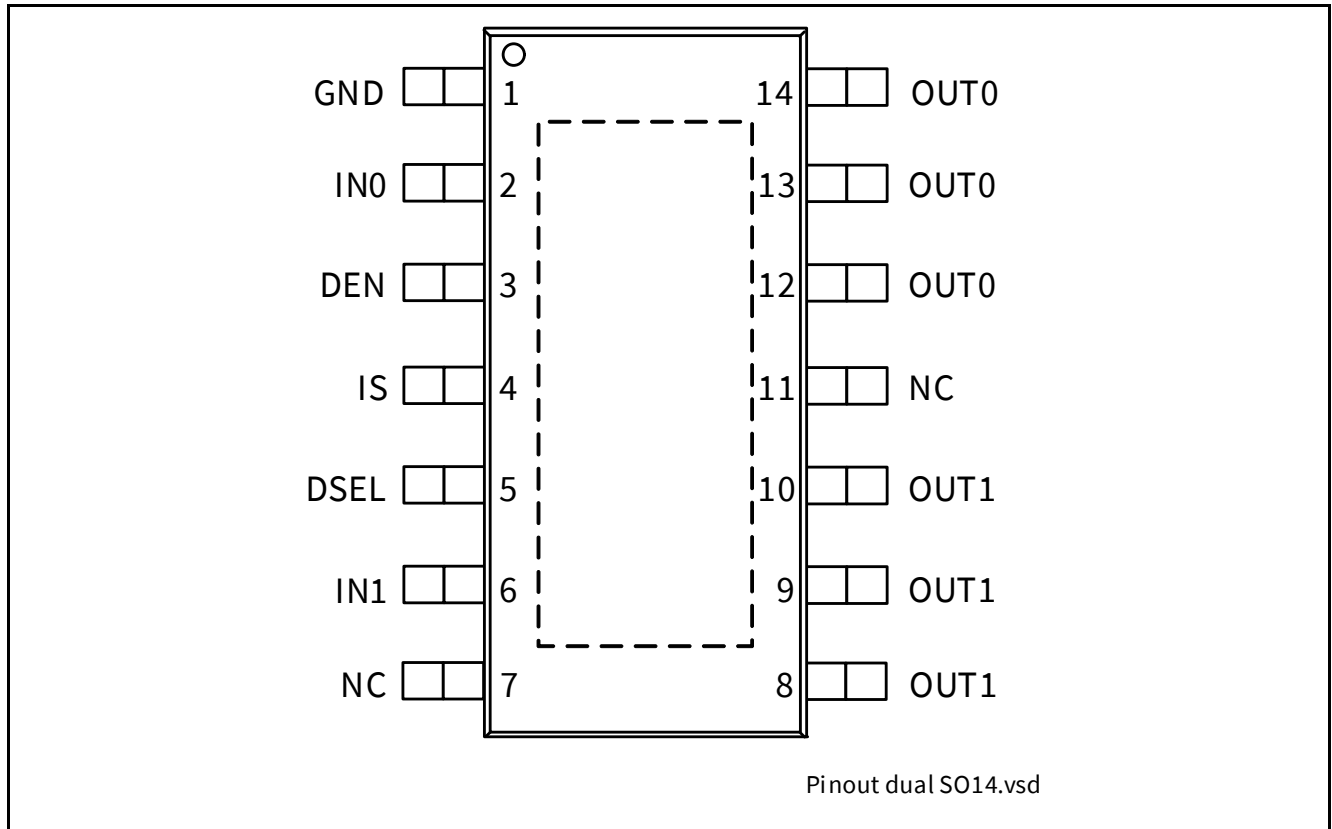 GND 1 14 OUT0
IN0 2 13 OUT0
DEN 3 12 OUT0
IS 4 11 NC
DSEL 5 10 OUT1
IN1 6 9 OUT1
NC 7 8 OUT1
Pinout dual SO14.vsd